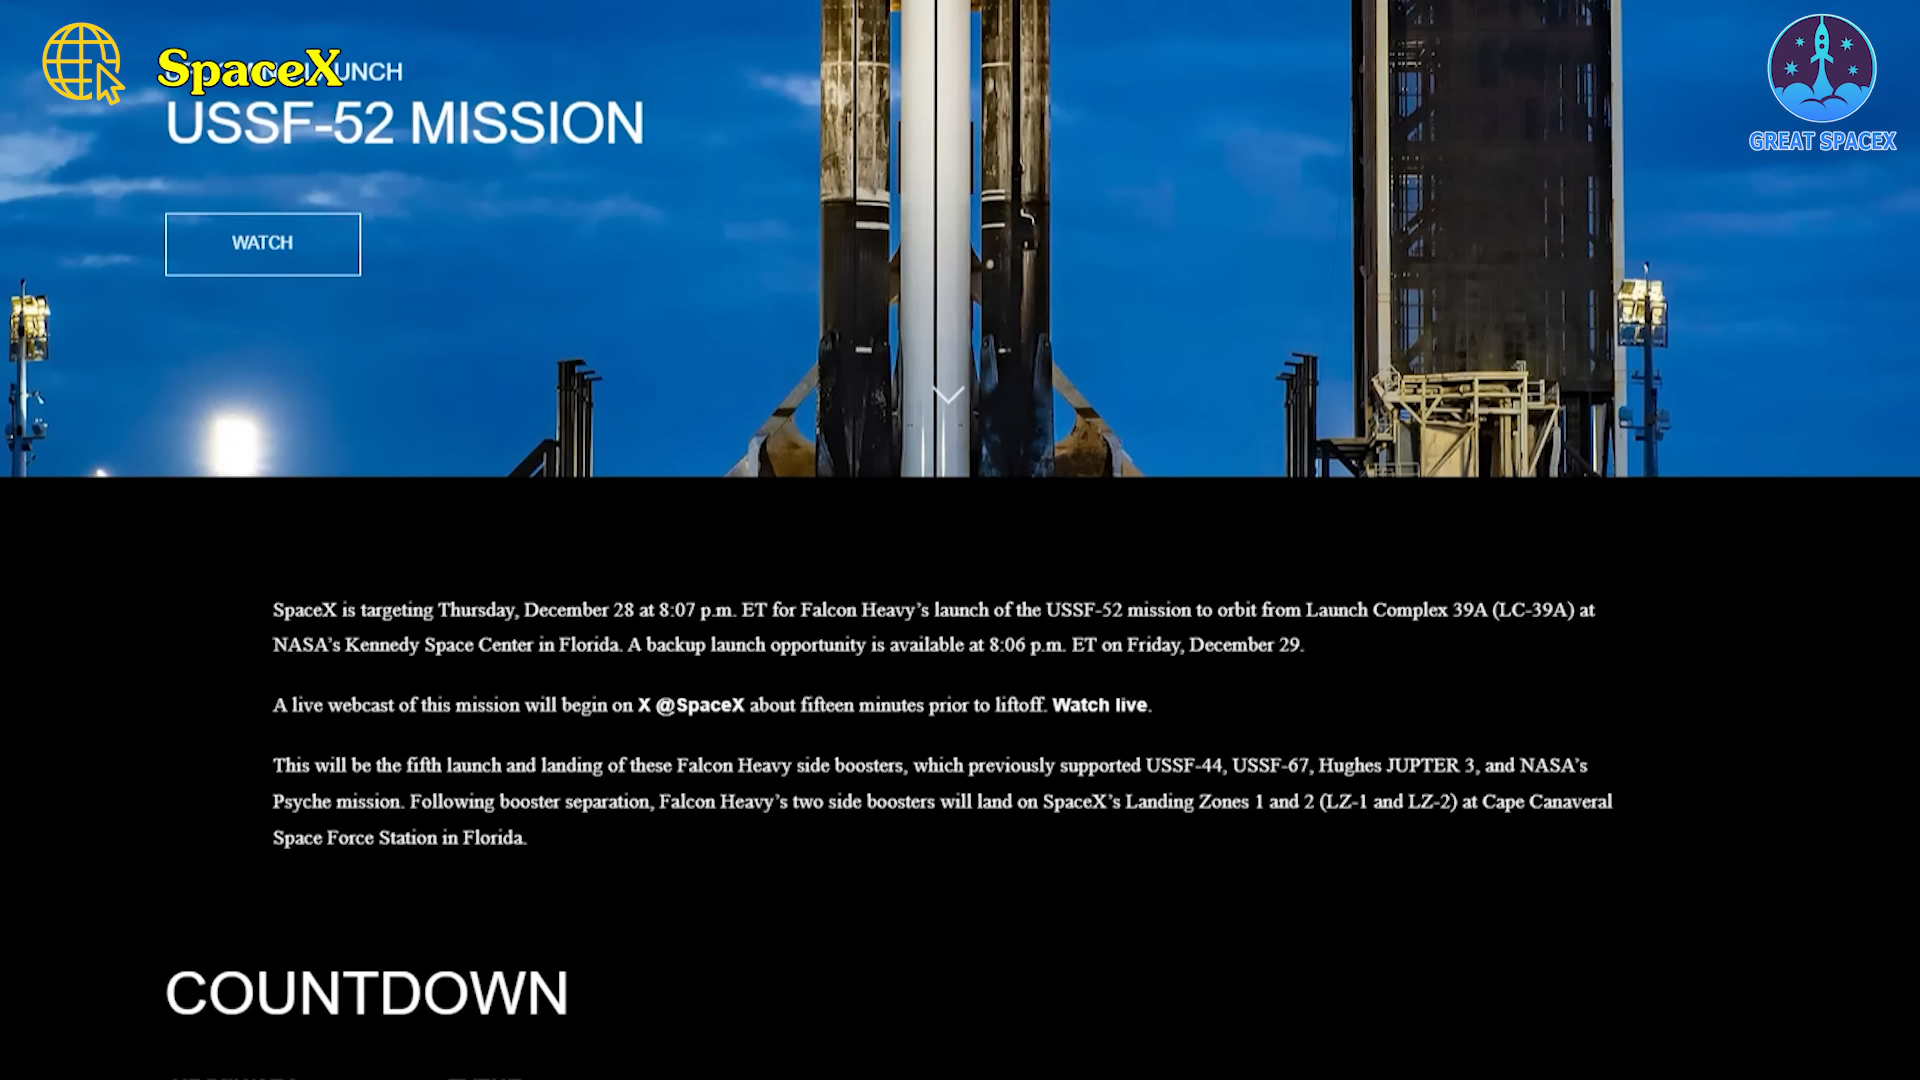 SpaceX
UNCH
USSF-52 MISSION
GREAT SPACEX
WATCH
SpaceX is targeting Thursday, December 28 at 8:07 p.m. ET for Falcon Heavy’s launch of the USSF-52 mission to orbit from Launch Complex 39A (LC-39A) at
NASA’s Kennedy Space Center in Florida. A backup launch opportunity is available at 8:06 p.m. ET on Friday, December 29.
A live webcast of this mission will begin on X @SpaceX about fifteen minutes prior to liftoff. Watch live.
This will be the fifth launch and landing of these Falcon Heavy side boosters, which previously supported USSF-44, USSF-67, Hughes JUPTER 3, and NASA’s
Psyche mission. Following booster separation, Falcon Heavy’s two side boosters will land on SpaceX’s Landing Zones 1 and 2 (LZ-1 and LZ-2) at Cape Canaveral
Space Force Station in Florida.
COUNTDOWN